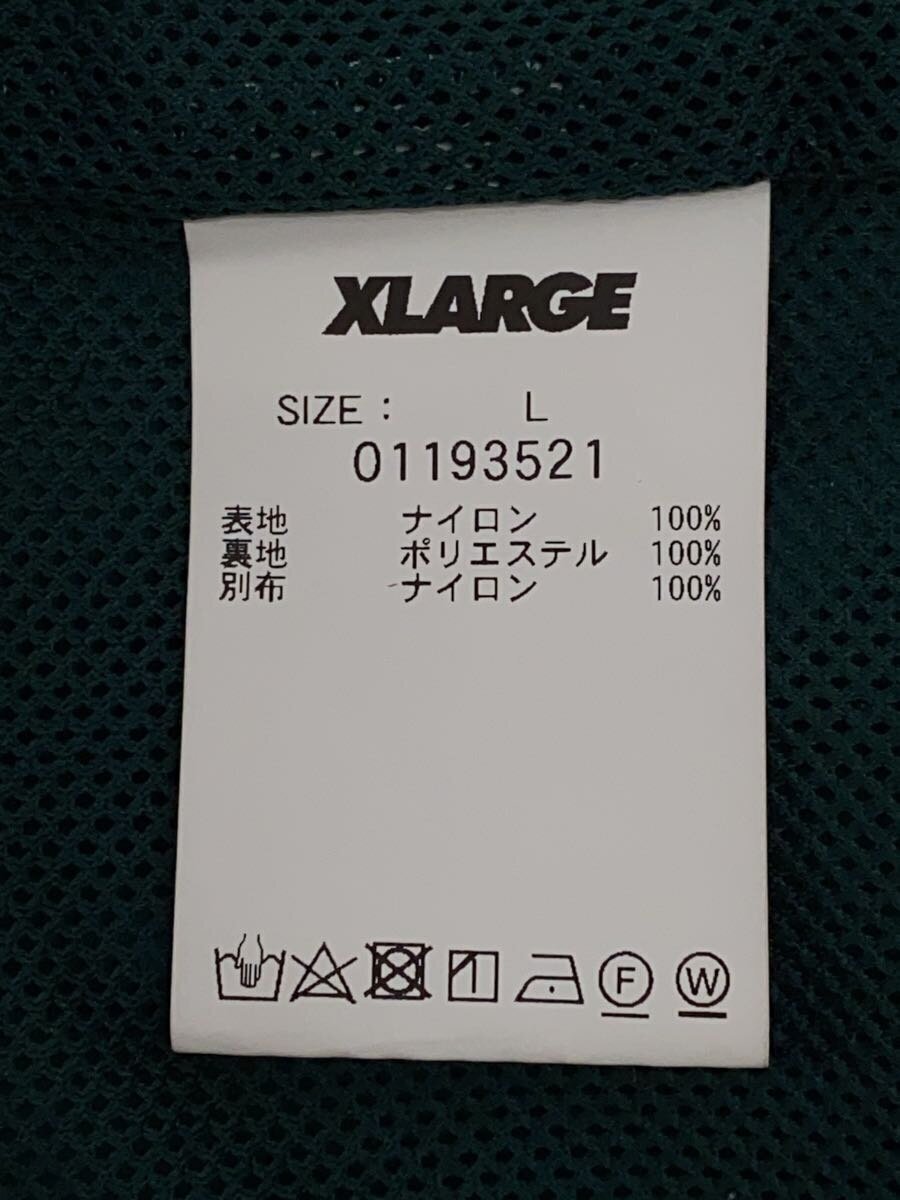 XLARGE
SIZE : L
01193521
表地 ナイロン 100%
裏地 ポリエステル 100%
別布 ナイロン 100%
F W